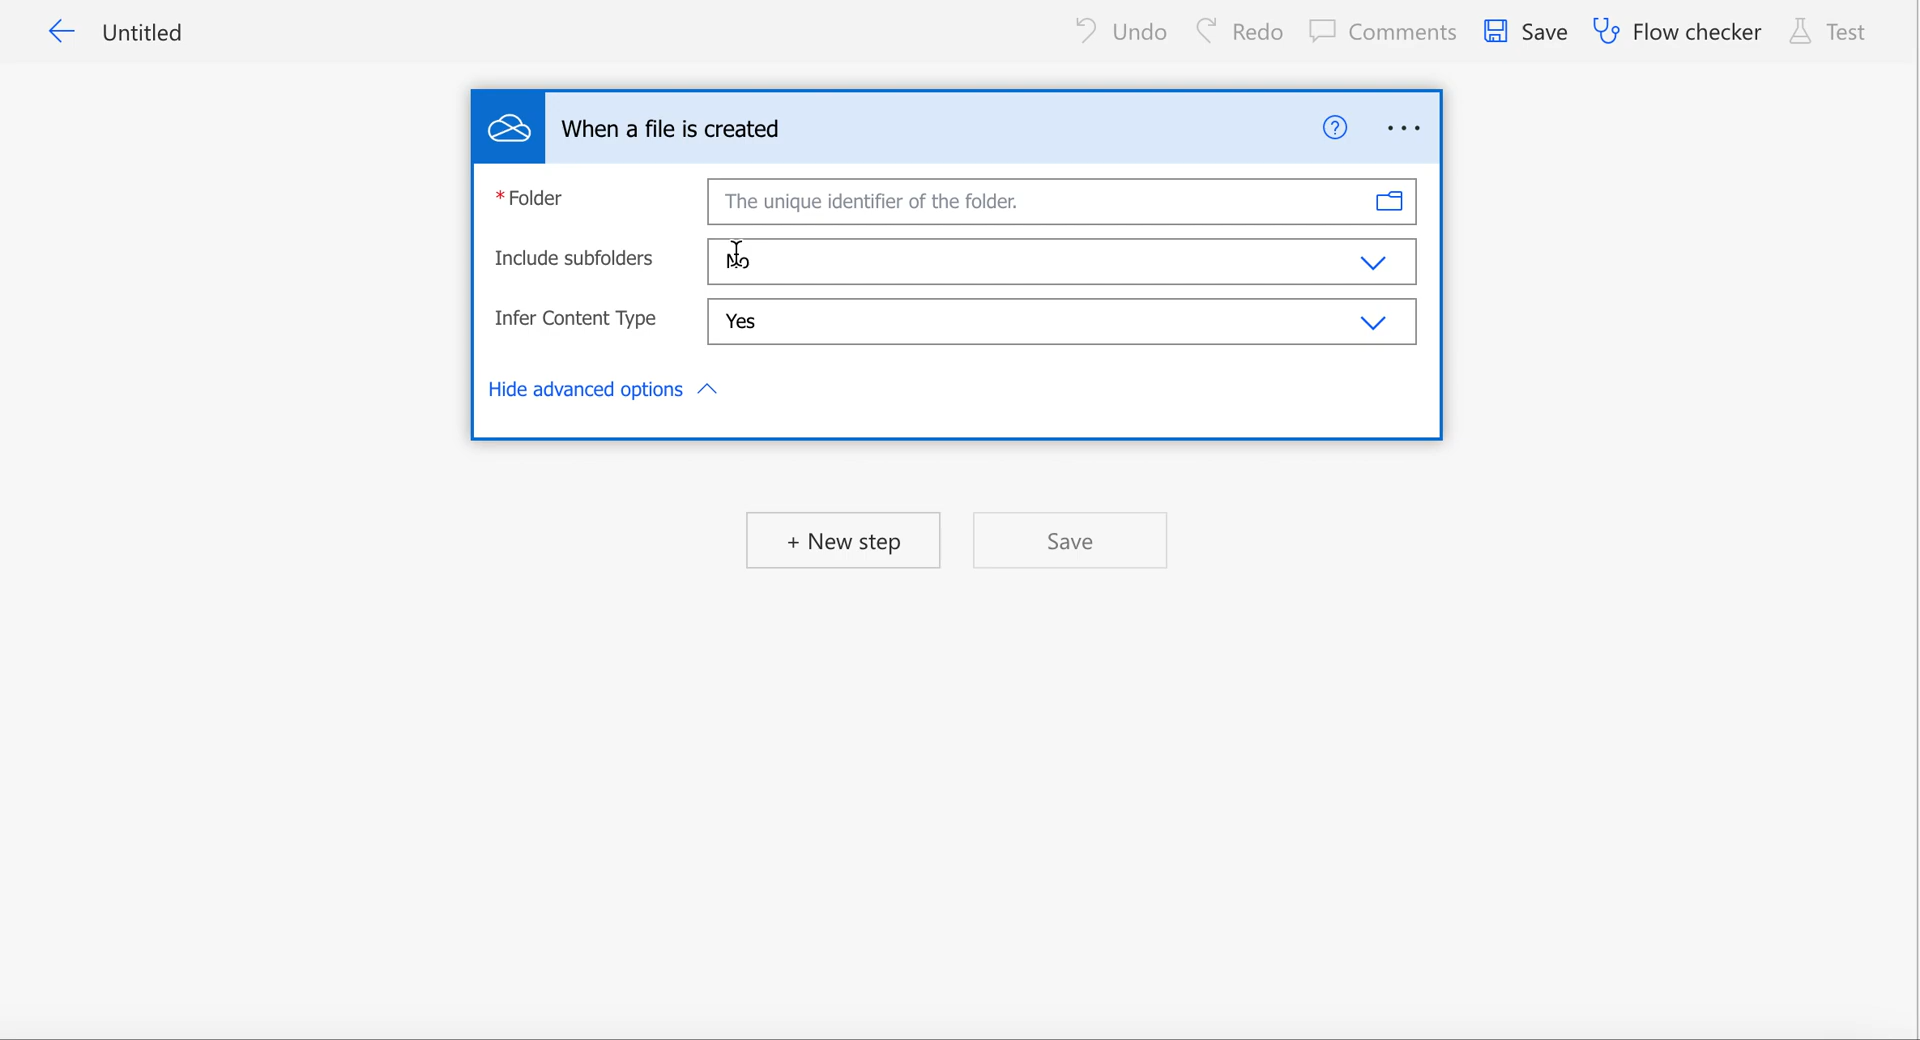 Untitled
Undo Redo Comments Save Flow checker Test
When a file is created
?
* Folder The unique identifier of the folder.
Include subfolders No
Infer Content Type Yes
Hide advanced options
+ New step Save